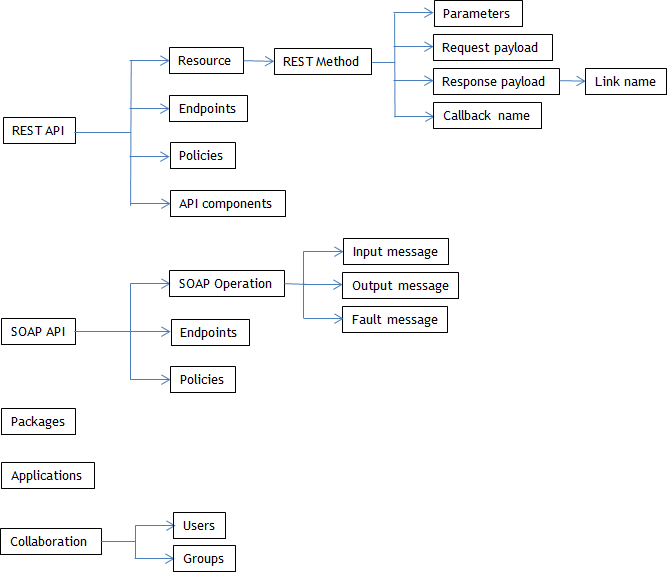 REST API
Resource
REST Method
Parameters
Request payload
Response payload
Link name
Callback name
Endpoints
Policies
API components
SOAP API
SOAP Operation
Input message
Output message
Fault message
Endpoints
Policies
Packages
Applications
Collaboration
Users
Groups